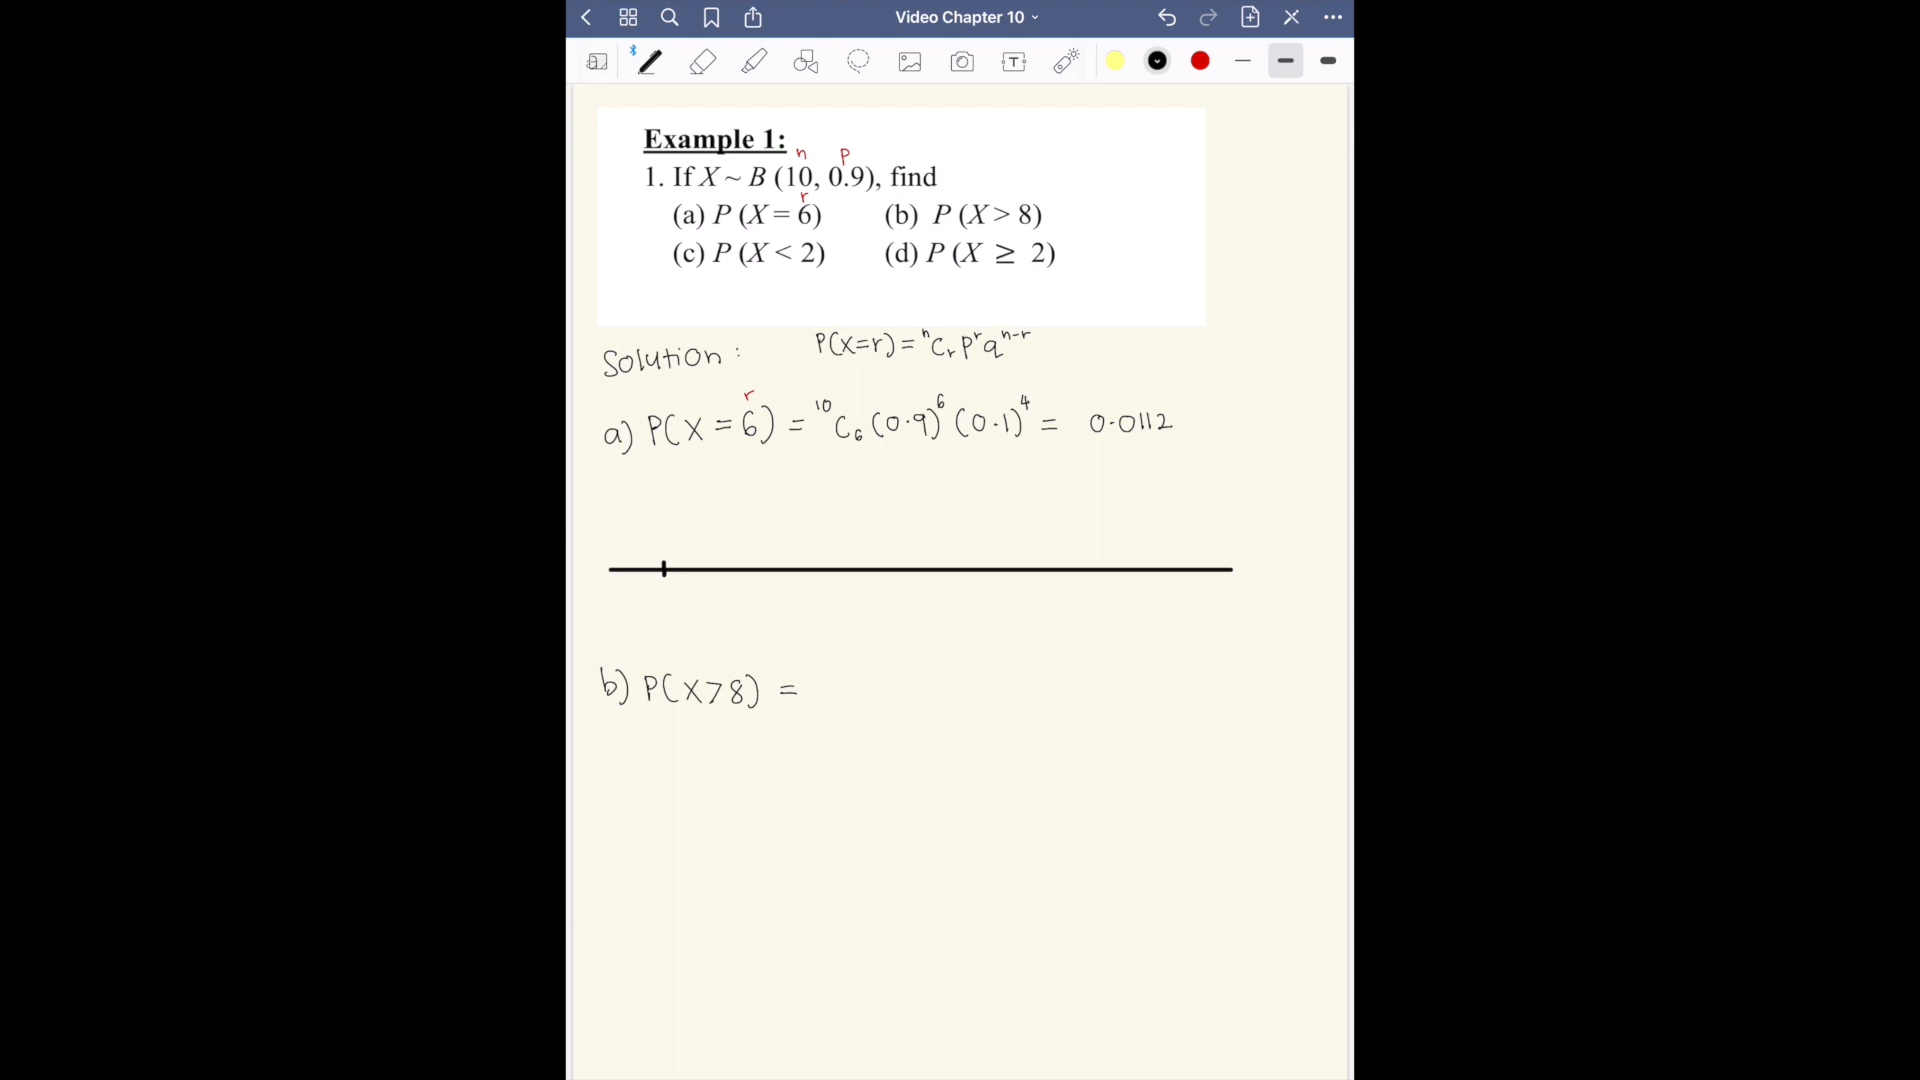 Video Chapter 10
Example 1:
n p
1. If X ~ B (10, 0.9), find
r
(a) P (X = 6) (b) P (X > 8)
(c) P (X < 2) (d) P (X ≥ 2)
Solution : P(X=r) = ⁿCᵣ pʳ qⁿ⁻ʳ
r
a) P(X = 6) = ¹⁰C₆ (0.9)⁶ (0.1)⁴ = 0.0112
b) P(X>8) =